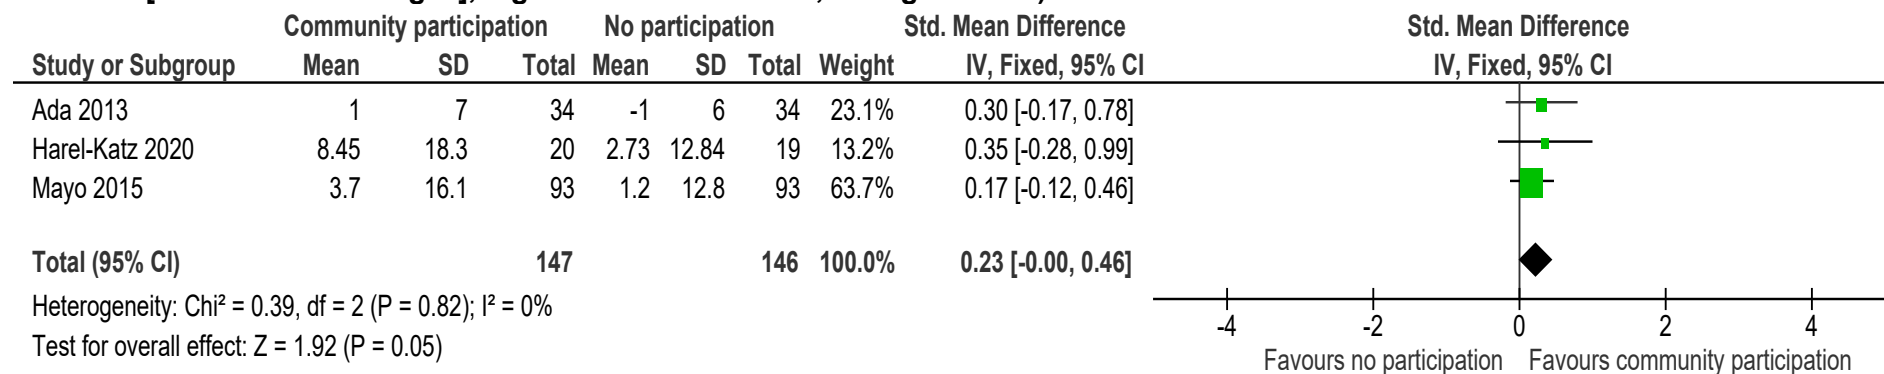 Community participation No participation Std. Mean Difference Std. Mean Difference
Study or Subgroup Mean SD Total Mean SD Total Weight IV, Fixed, 95% CI IV, Fixed, 95% CI
Ada 2013 1 7 34 -1 6 34 23.1% 0.30 [-0.17, 0.78]
Harel-Katz 2020 8.45 18.3 20 2.73 12.84 19 13.2% 0.35 [-0.28, 0.99]
Mayo 2015 3.7 16.1 93 1.2 12.8 93 63.7% 0.17 [-0.12, 0.46]
Total (95% CI) 147 146 100.0% 0.23 [-0.00, 0.46]
Heterogeneity: Chi² = 0.39, df = 2 (P = 0.82); I² = 0%
Test for overall effect: Z = 1.92 (P = 0.05)
-4 -2 0 2 4
Favours no participation Favours community participation